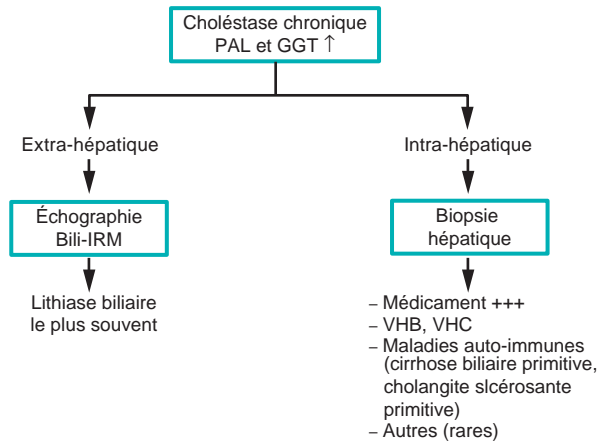 Choléstase chronique
PAL et GGT ↑
Extra-hépatique
Intra-hépatique
Échographie
Bili-IRM
Biopsie
hépatique
Lithiase biliaire
le plus souvent
– Médicament +++
– VHB, VHC
– Maladies auto-immunes
(cirrhose biliaire primitive,
cholangite slcérosante
primitive)
– Autres (rares)